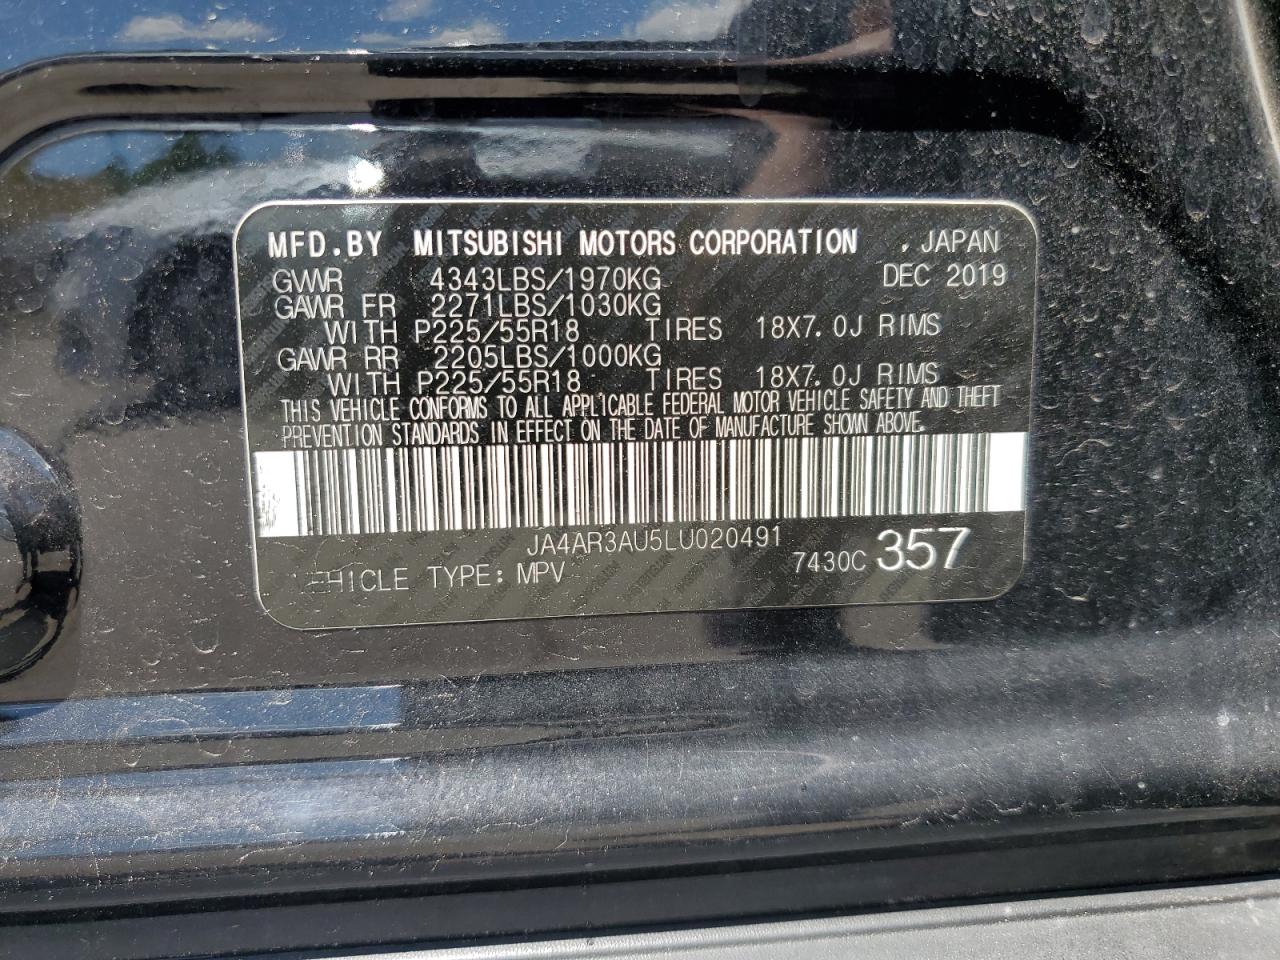 MFD.BY MITSUBISHI MOTORS CORPORATION , JAPAN
GVWR 4343LBS/1970KG DEC 2019
GAWR FR 2271LBS/1030KG
WITH P225/55R18 TIRES 18X7.0J RIMS
GAWR RR 2205LBS/1000KG
WITH P225/55R18 TIRES 18X7.0J RIMS
THIS VEHICLE CONFORMS TO ALL APPLICABLE FEDERAL MOTOR VEHICLE SAFETY AND THEFT
PREVENTION STANDARDS IN EFFECT ON THE DATE OF MANUFACTURE SHOWN ABOVE.
JA4AR3AU5LU020491
VEHICLE TYPE: MPV 7430C 357